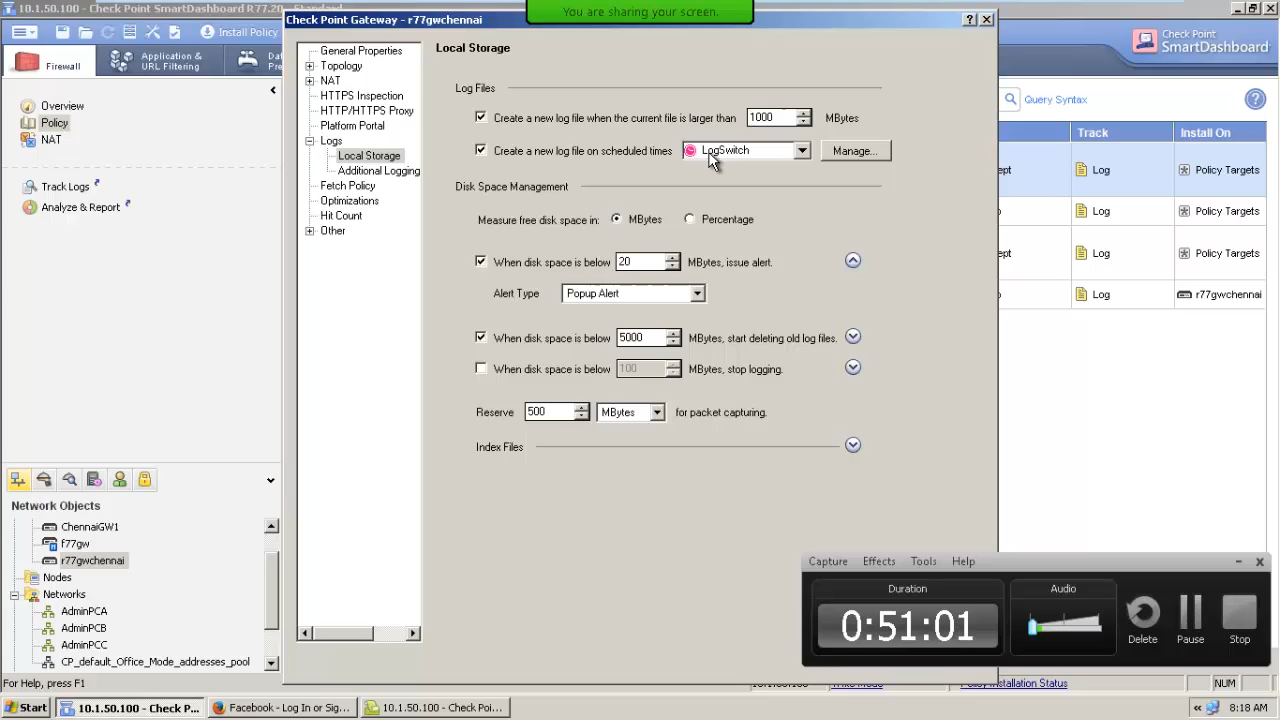 10.1.50.100 - Check Point SmartDashboard R77.20
You are sharing your screen.
Check Point Gateway - r77gwchennai
Install Policy
Check Point
SmartDashboard
Firewall
Application &
URL Filtering
Query Syntax
Overview
Policy
NAT
Track Logs
Analyze & Report
General Properties
Topology
NAT
HTTPS Inspection
HTTP/HTTPS Proxy
Platform Portal
Logs
Local Storage
Additional Logging
Fetch Policy
Optimizations
Hit Count
Other
Local Storage
Log Files
Create a new log file when the current file is larger than 1000 MBytes
Create a new log file on scheduled times LogSwitch Manage...
Disk Space Management
Measure free disk space in: MBytes Percentage
When disk space is below 20 MBytes, issue alert.
Alert Type Popup Alert
When disk space is below 5000 MBytes, start deleting old log files.
When disk space is below 100 MBytes, stop logging.
Reserve 500 MBytes for packet capturing.
Index Files
Track Install On
Log Policy Targets
Log Policy Targets
Log Policy Targets
Log r77gwchennai
Network Objects
ChennaiGW1
f77gw
r77gwchennai
Nodes
Networks
AdminPCA
AdminPCB
AdminPCC
CP_default_Office_Mode_addresses_pool
Capture Effects Tools Help
Duration
0:51:01
Audio
Delete Pause Stop
For Help, press F1
Policy Installation Status
NUM
Start
10.1.50.100 - Check P...
Facebook - Log In or Sig...
10.1.50.100 - Check Poi...
8:18 AM